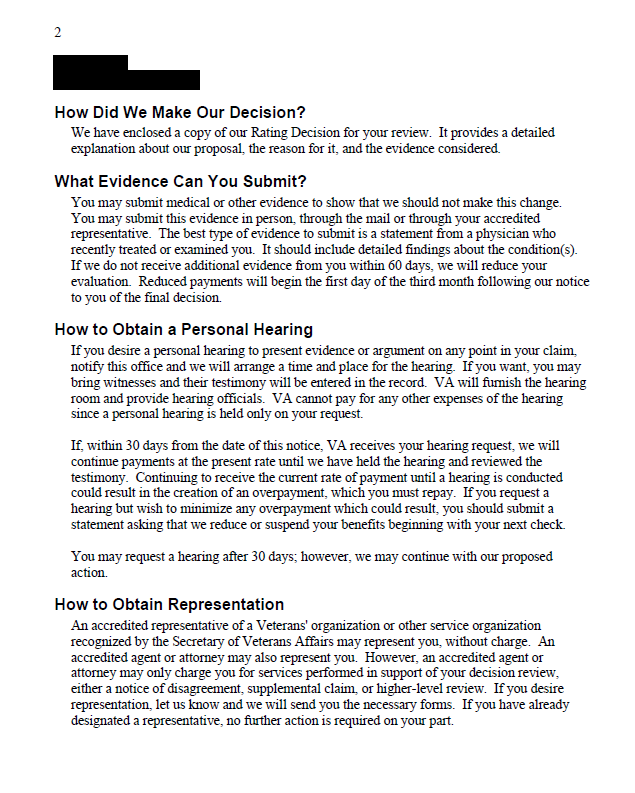 2
How Did We Make Our Decision?
We have enclosed a copy of our Rating Decision for your review.  It provides a detailed
explanation about our proposal, the reason for it, and the evidence considered.
What Evidence Can You Submit?
You may submit medical or other evidence to show that we should not make this change.
You may submit this evidence in person, through the mail or through your accredited
representative.  The best type of evidence to submit is a statement from a physician who
recently treated or examined you.  It should include detailed findings about the condition(s).
If we do not receive additional evidence from you within 60 days, we will reduce your
evaluation.  Reduced payments will begin the first day of the third month following our notice
to you of the final decision.
How to Obtain a Personal Hearing
If you desire a personal hearing to present evidence or argument on any point in your claim,
notify this office and we will arrange a time and place for the hearing.  If you want, you may
bring witnesses and their testimony will be entered in the record.  VA will furnish the hearing
room and provide hearing officials.  VA cannot pay for any other expenses of the hearing
since a personal hearing is held only on your request.
If, within 30 days from the date of this notice, VA receives your hearing request, we will
continue payments at the present rate until we have held the hearing and reviewed the
testimony.  Continuing to receive the current rate of payment until a hearing is conducted
could result in the creation of an overpayment, which you must repay.  If you request a
hearing but wish to minimize any overpayment which could result, you should submit a
statement asking that we reduce or suspend your benefits beginning with your next check.
You may request a hearing after 30 days; however, we may continue with our proposed
action.
How to Obtain Representation
An accredited representative of a Veterans' organization or other service organization
recognized by the Secretary of Veterans Affairs may represent you, without charge.  An
accredited agent or attorney may also represent you.  However, an accredited agent or
attorney may only charge you for services performed in support of your decision review,
either a notice of disagreement, supplemental claim, or higher-level review.  If you desire
representation, let us know and we will send you the necessary forms.  If you have already
designated a representative, no further action is required on your part.